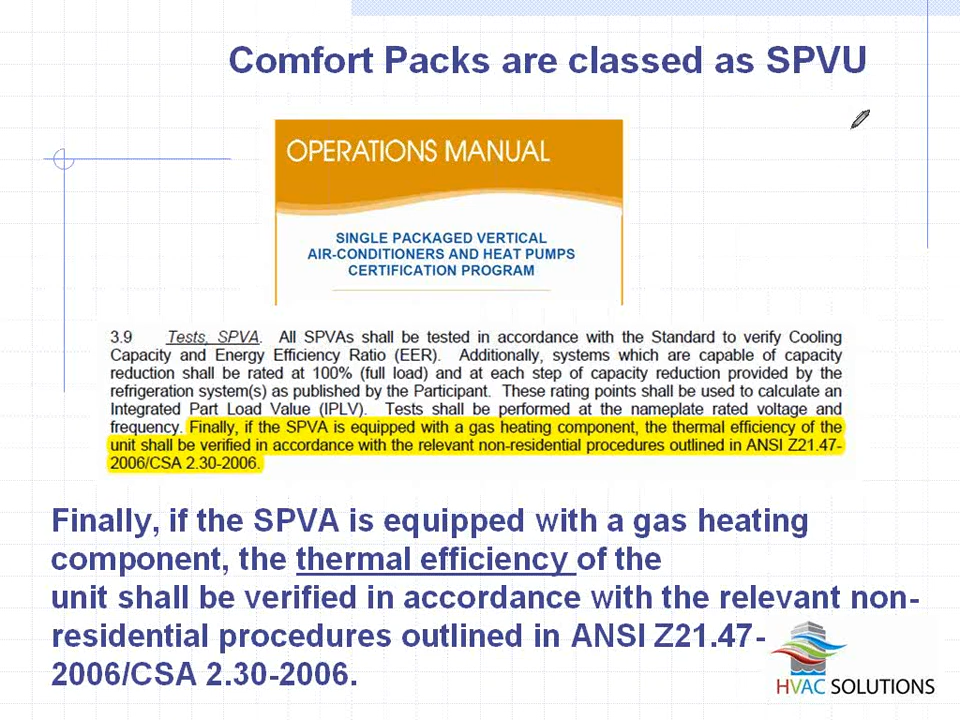 Comfort Packs are classed as SPVU
OPERATIONS MANUAL
SINGLE PACKAGED VERTICAL
AIR-CONDITIONERS AND HEAT PUMPS
CERTIFICATION PROGRAM
3.9 Tests, SPVA. All SPVAs shall be tested in accordance with the Standard to verify Cooling
Capacity and Energy Efficiency Ratio (EER). Additionally, systems which are capable of capacity
reduction shall be rated at 100% (full load) and at each step of capacity reduction provided by the
refrigeration system(s) as published by the Participant. These rating points shall be used to calculate an
Integrated Part Load Value (IPLV). Tests shall be performed at the nameplate rated voltage and
frequency. Finally, if the SPVA is equipped with a gas heating component, the thermal efficiency of the
unit shall be verified in accordance with the relevant non-residential procedures outlined in ANSI Z21.47-
2006/CSA 2.30-2006.
Finally, if the SPVA is equipped with a gas heating
component, the thermal efficiency of the
unit shall be verified in accordance with the relevant non-
residential procedures outlined in ANSI Z21.47-
2006/CSA 2.30-2006.
HVAC SOLUTIONS